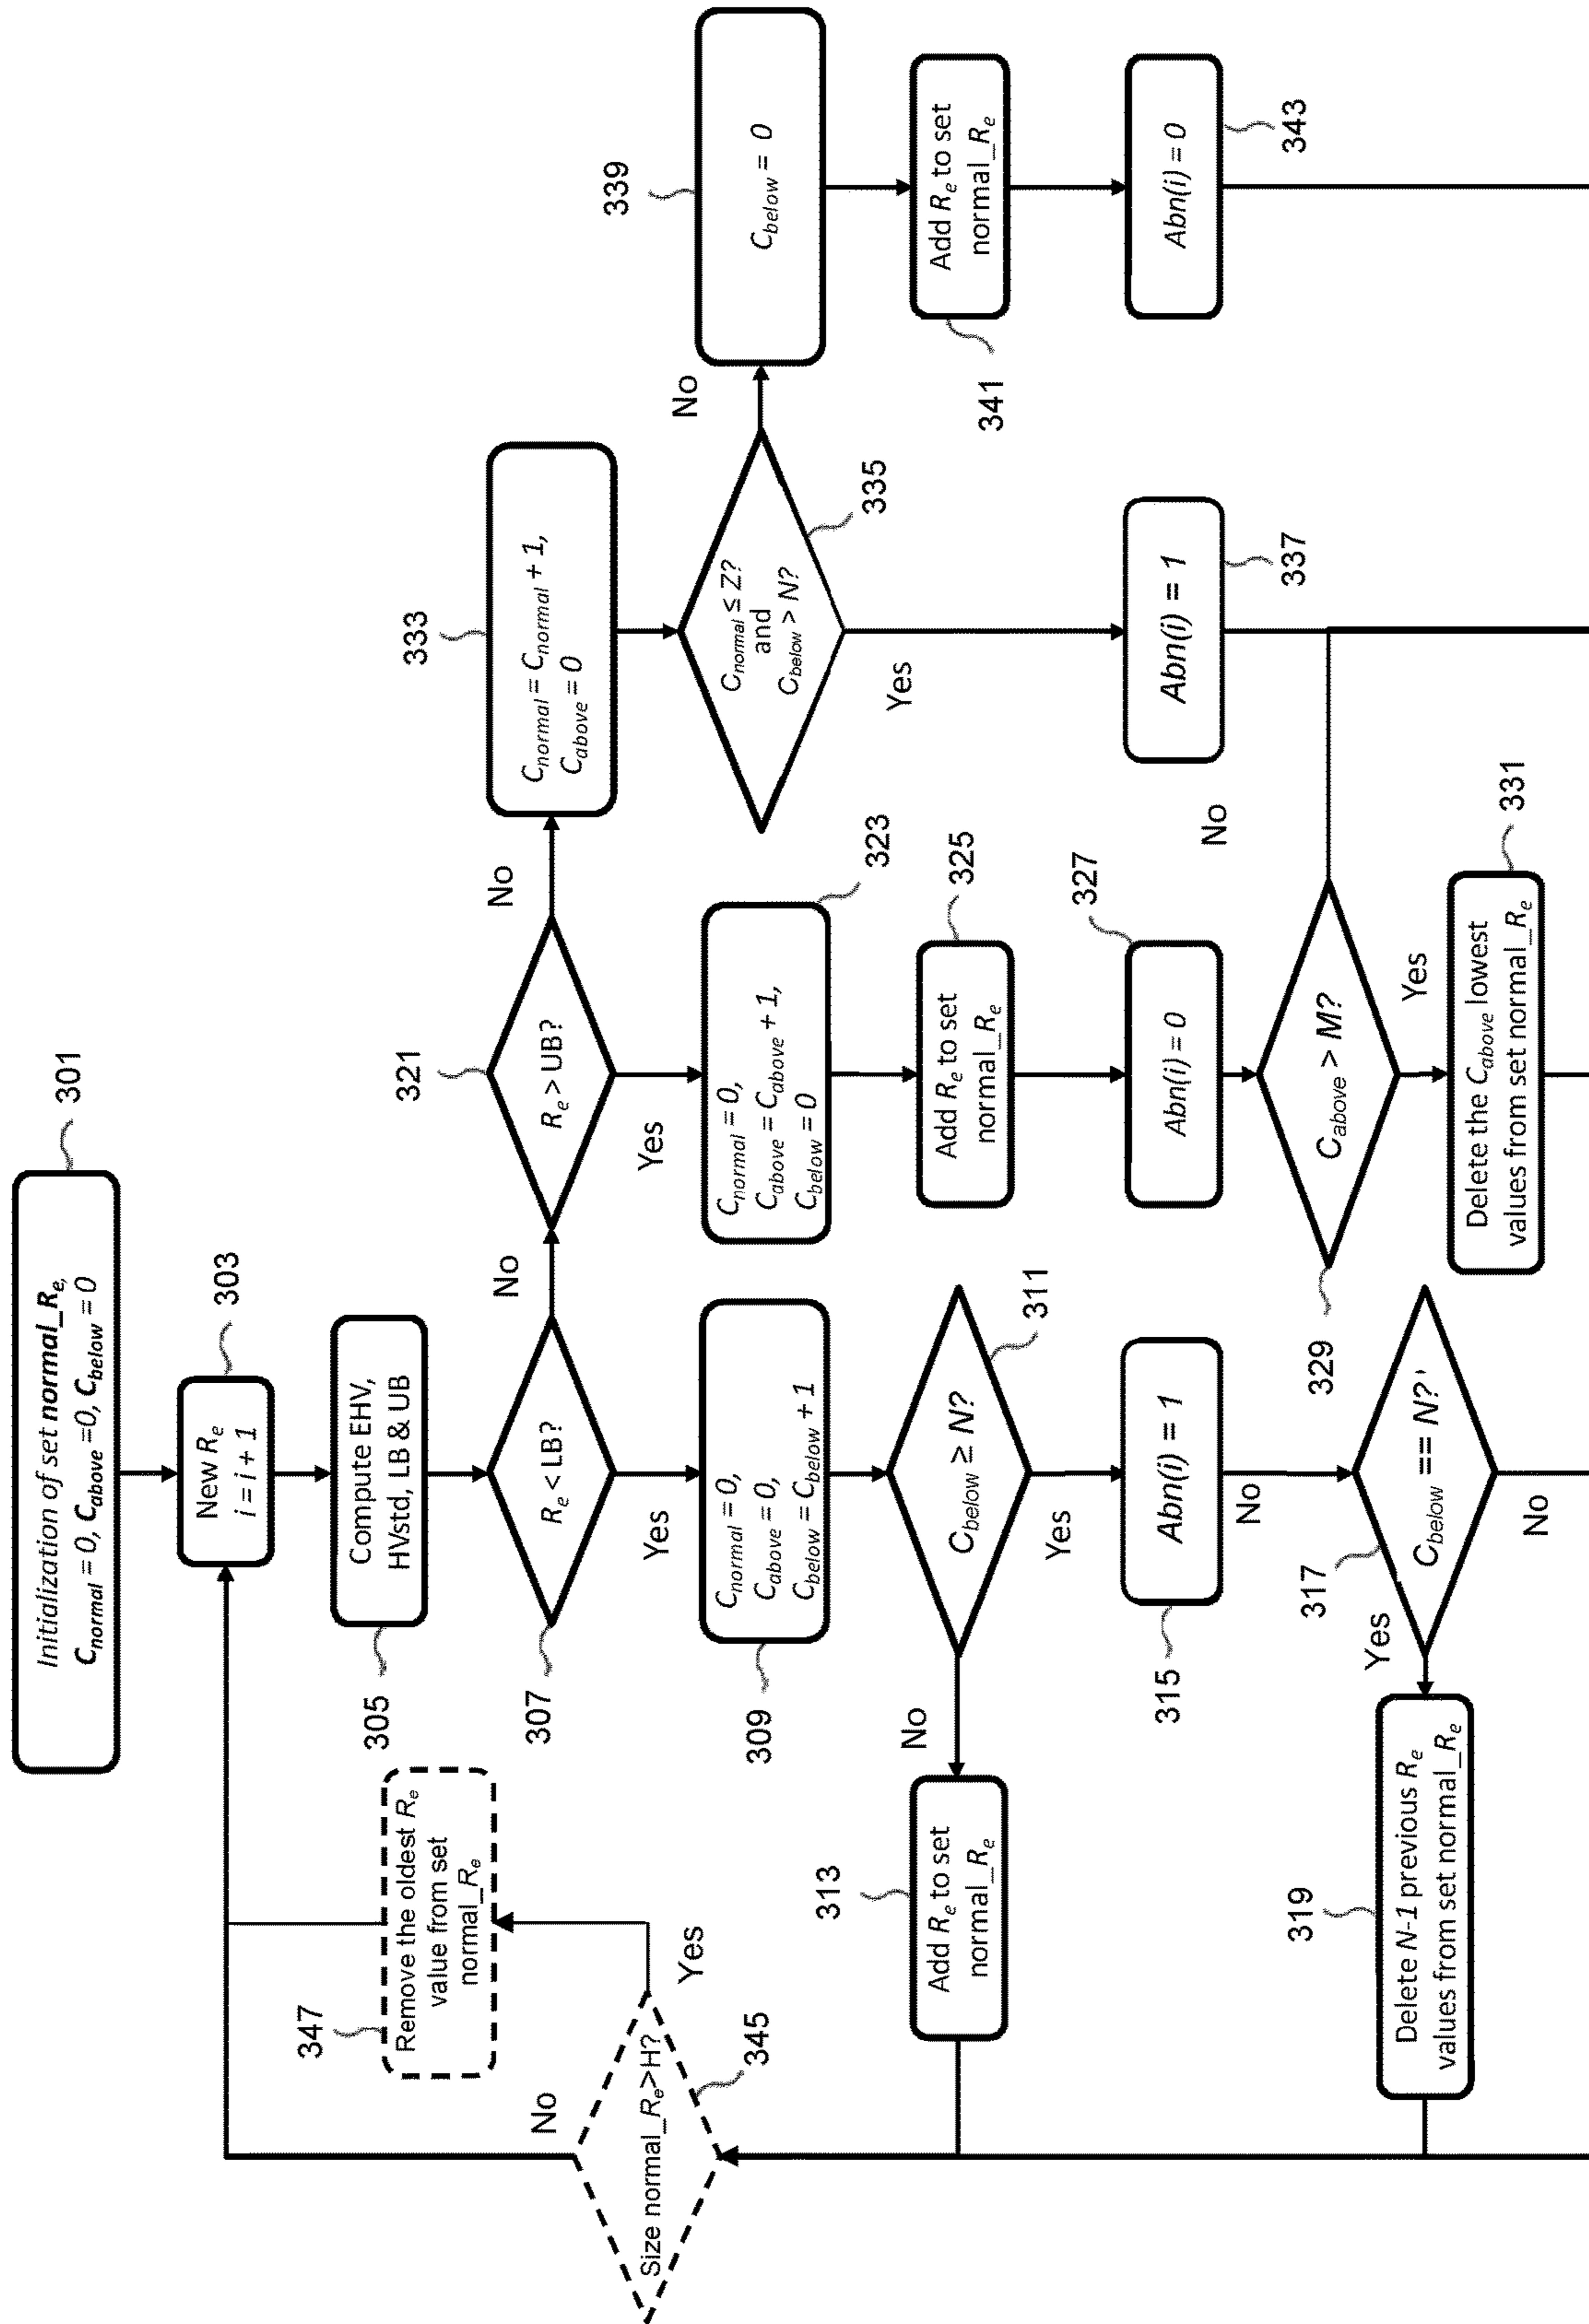 Initialization of set normal_Re,
Cnormal = 0, Cabove =0, Cbelow = 0
301
New Re
i = i + 1
303
Compute EHV,
HVstd, LB & UB
305
Re < LB?
307
No
Yes
Re > UB?
321
No
Yes
Cnormal = Cnormal + 1,
Cabove = 0
333
347
Remove the oldest Re
value from set
normal_Re
No
Yes
Size normal_Re>H?
345
Cnormal = 0,
Cabove = 0,
Cbelow = Cbelow + 1
309
Cnormal = 0,
Cabove = Cabove + 1,
Cbelow = 0
323
Cnormal ≤ Z?
and
Cbelow > N?
335
No
Yes
Cbelow = 0
339
Cbelow ≥ N?
311
No
Yes
Add Re to set
normal_Re
313
Add Re to set
normal_Re
325
Add Re to set
normal_Re
341
Abn(i) = 1
315
No
Abn(i) = 0
327
Abn(i) = 1
337
Abn(i) = 0
343
Cbelow == N?'
317
Yes
No
Delete N-1 previous Re
values from set normal_Re
319
Cabove > M?
329
No
Yes
Delete the Cabove lowest
values from set normal_Re
331